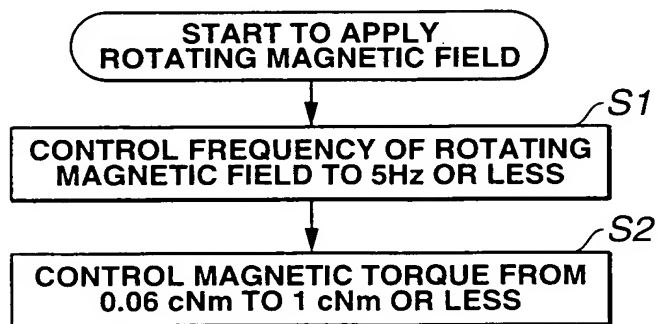 START TO APPLY
ROTATING MAGNETIC FIELD
S1
CONTROL FREQUENCY OF ROTATING
MAGNETIC FIELD TO 5Hz OR LESS
S2
CONTROL MAGNETIC TORQUE FROM
0.06 cNm TO 1 cNm OR LESS